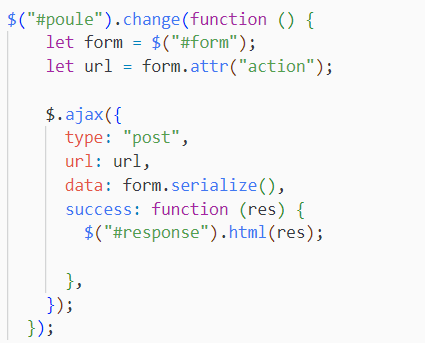 $("#poule").change(function () {
let form = $("#form");
let url = form.attr("action");
$.ajax({
type: "post",
url: url,
data: form.serialize(),
success: function (res) {
$("#response").html(res);
},
});
});